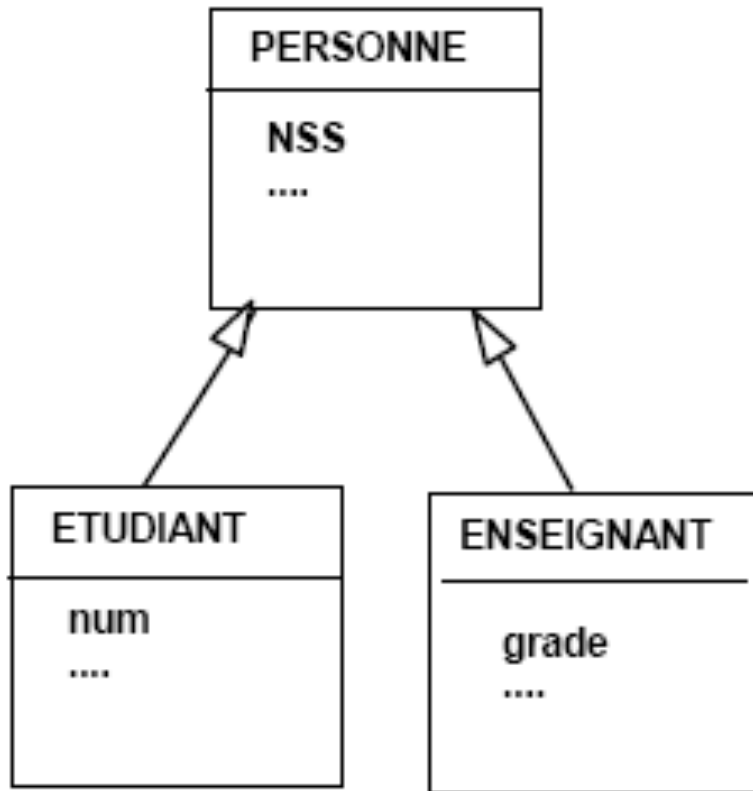 PERSONNE
NSS
....
ETUDIANT
num
....
ENSEIGNANT
grade
....